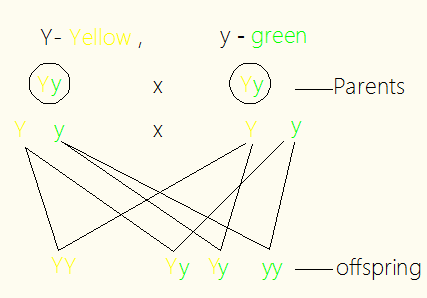 Y- Yellow , y - green
Yy x Yy Parents
Y y x Y y
YY Yy Yy yy offspring